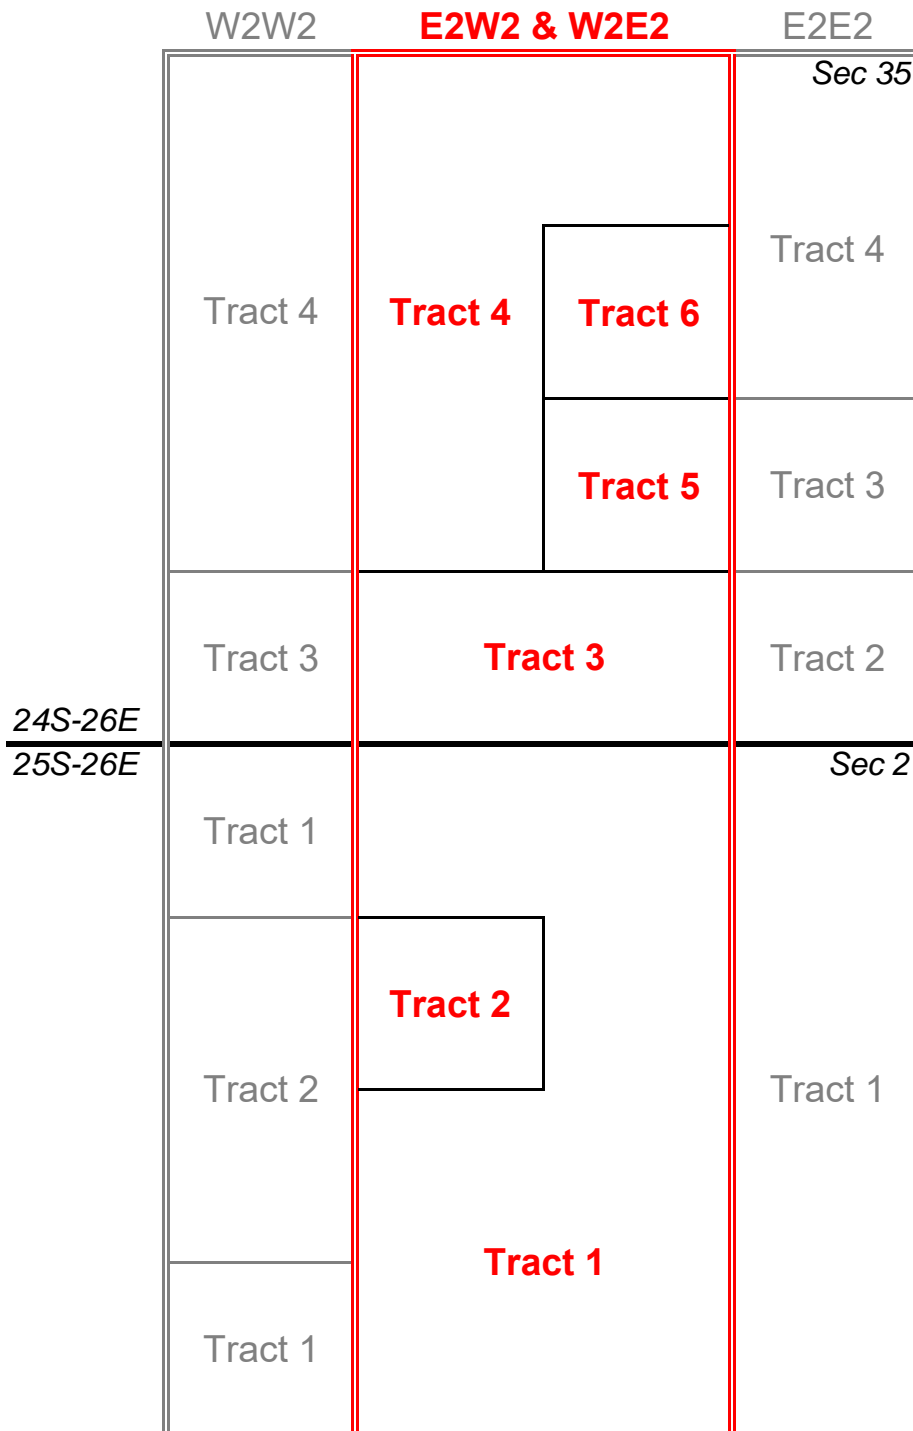 W2W2 E2W2 & W2E2 E2E2
Sec 35
Tract 4
Tract 4 Tract 4 Tract 6
Tract 5 Tract 3
Tract 3 Tract 3 Tract 2
24S-26E
25S-26E Sec 2
Tract 1
Tract 2
Tract 2 Tract 1
Tract 1
Tract 1